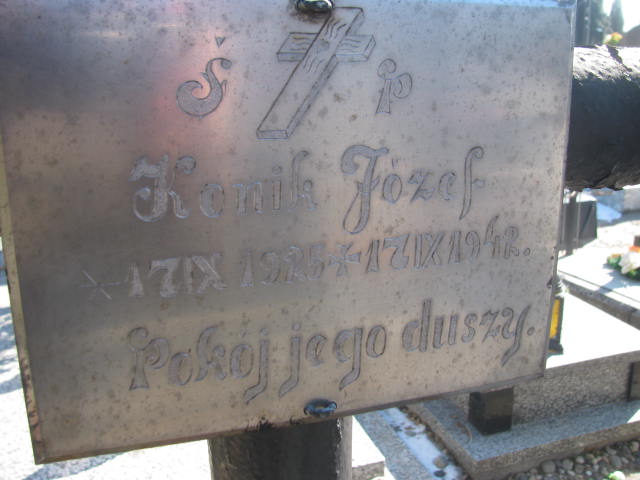 Ś P
Konik Józef
+17 IX 1925+17 IX 1942.
Pokój jego duszy.